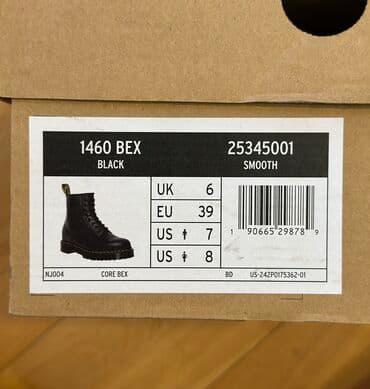 1460 BEX
BLACK
25345001
SMOOTH
UK 6
EU 39
US 7
US 8
1 90665 29878 9
NJ004 CORE BEX BD US-24ZP0175362-01